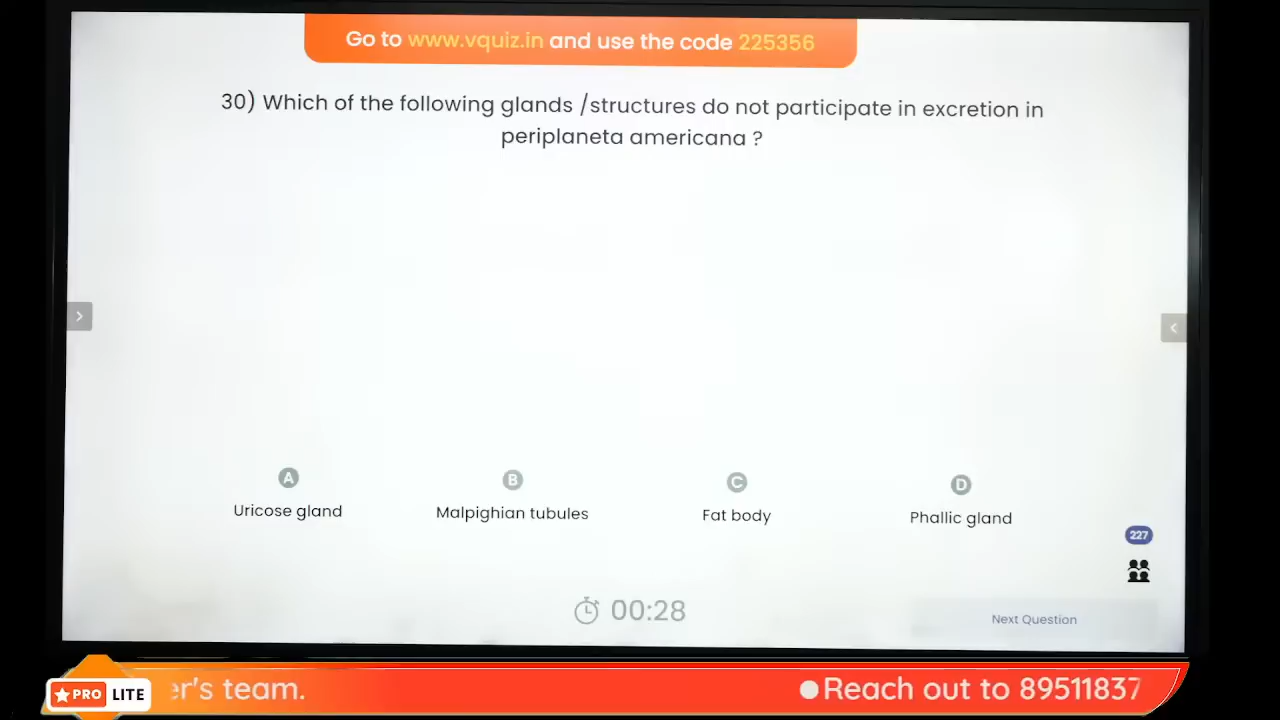 Go to www.vquiz.in and use the code 225356
30) Which of the following glands /structures do not participate in excretion in
periplaneta americana ?
A
B
C
D
Uricose gland
Malpighian tubules
Fat body
Phallic gland
227
00:28
Next Question
PRO LITE
er's team.
Reach out to 89511837